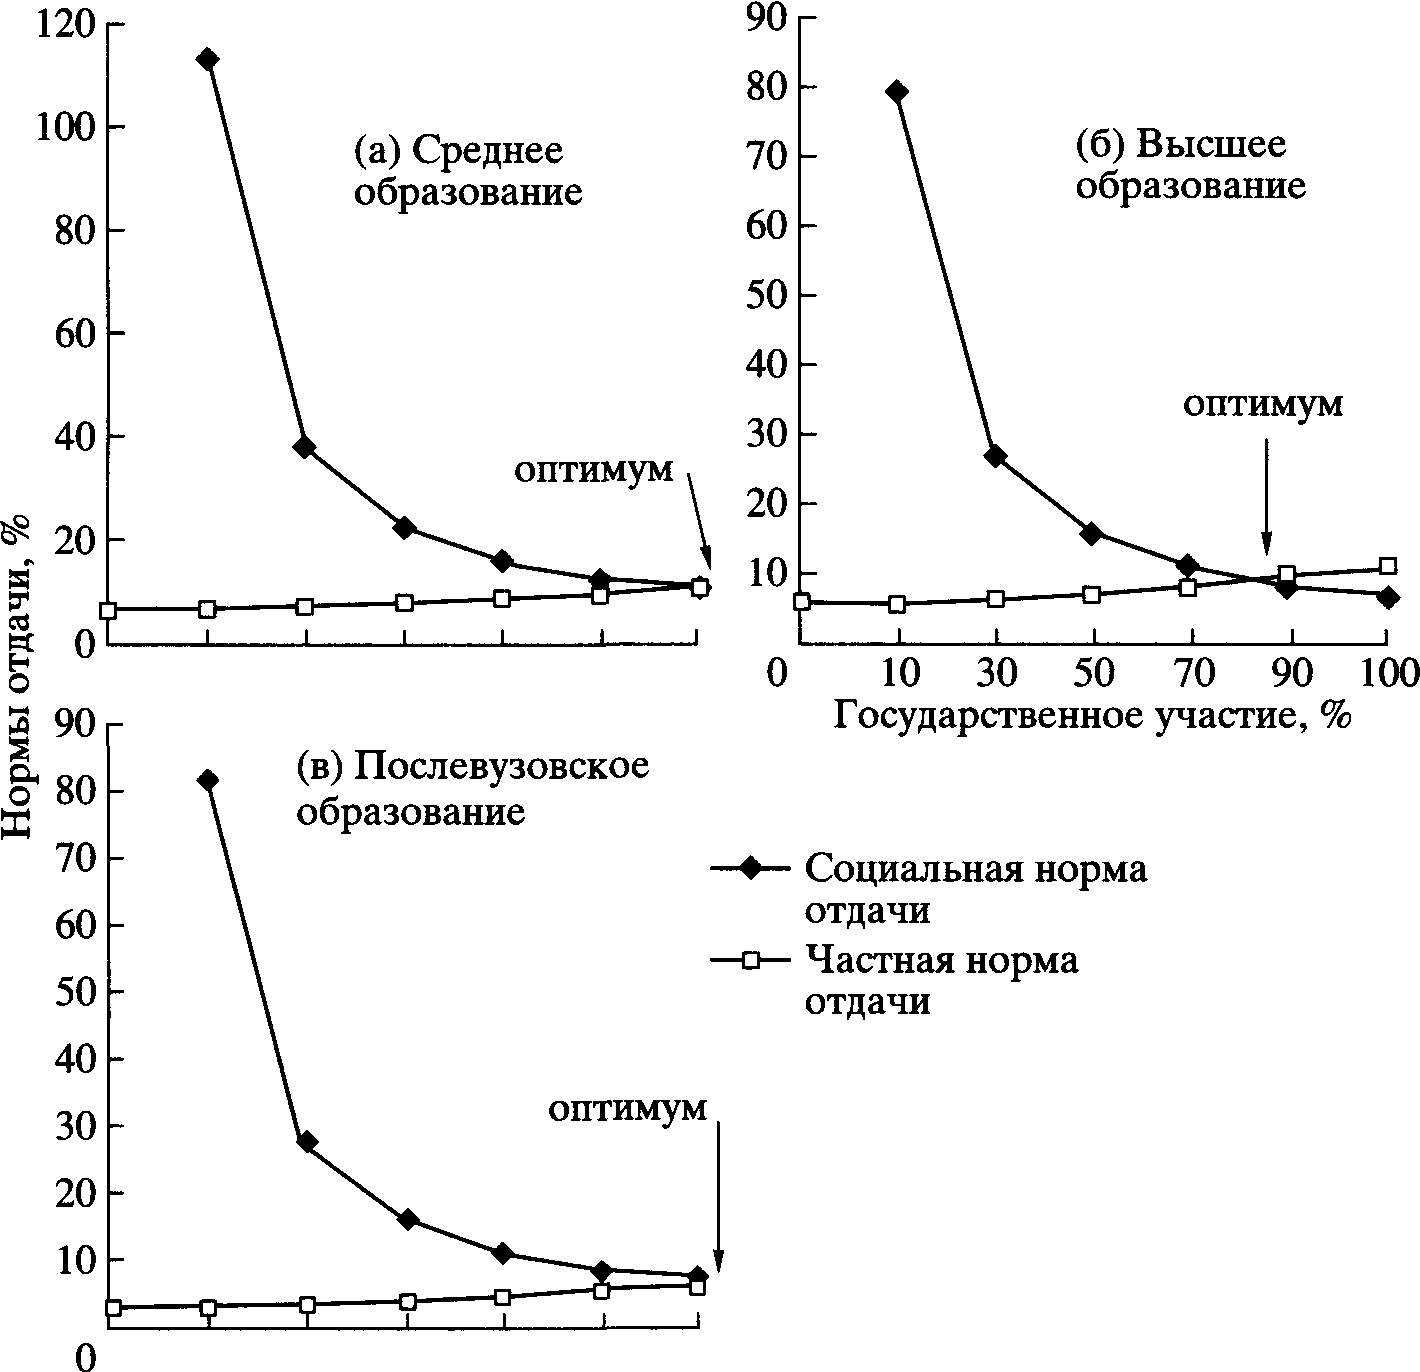 120
100
80
60
40
20
0
(а) Среднее
образование
оптимум
90
80
70
60
50
40
30
20
10
0
(б) Высшее
образование
оптимум
10 30 50 70 90 100
Государственное участие, %
Нормы отдачи, %
90
80
70
60
50
40
30
20
10
0
(в) Послевузовское
образование
оптимум
Социальная норма
отдачи
Частная норма
отдачи